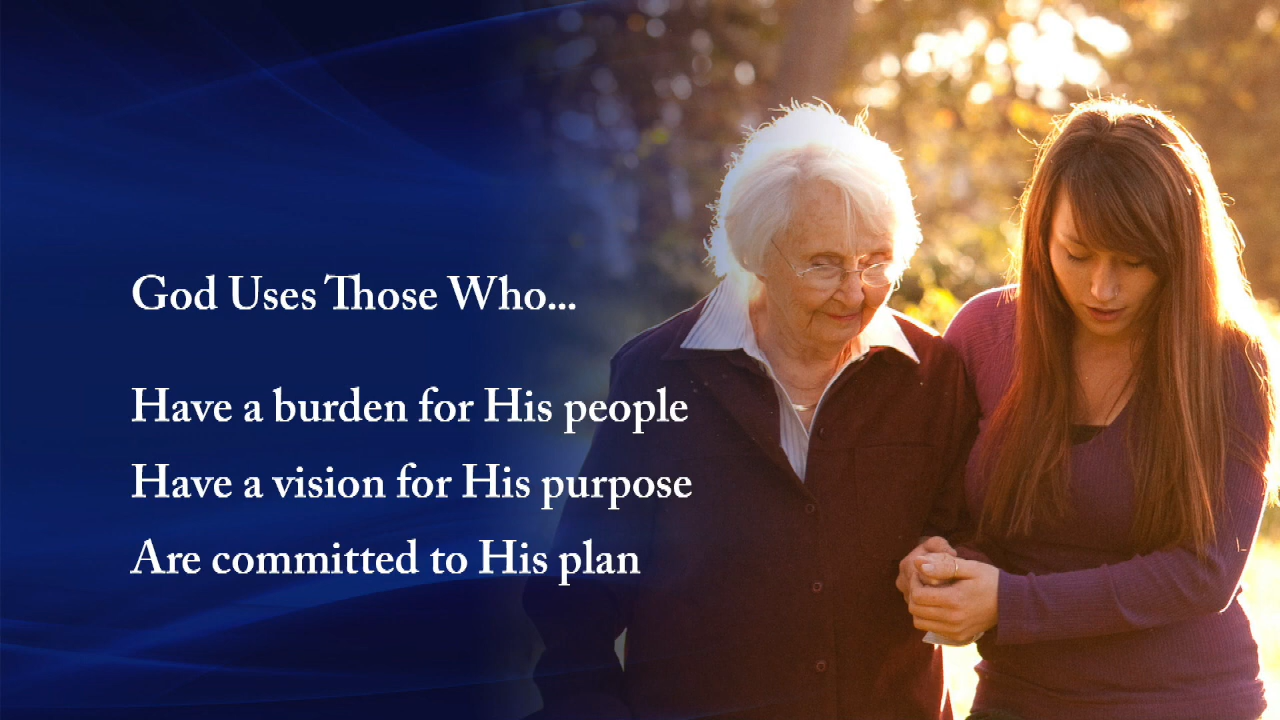 God Uses Those Who...
Have a burden for His people
Have a vision for His purpose
Are committed to His plan